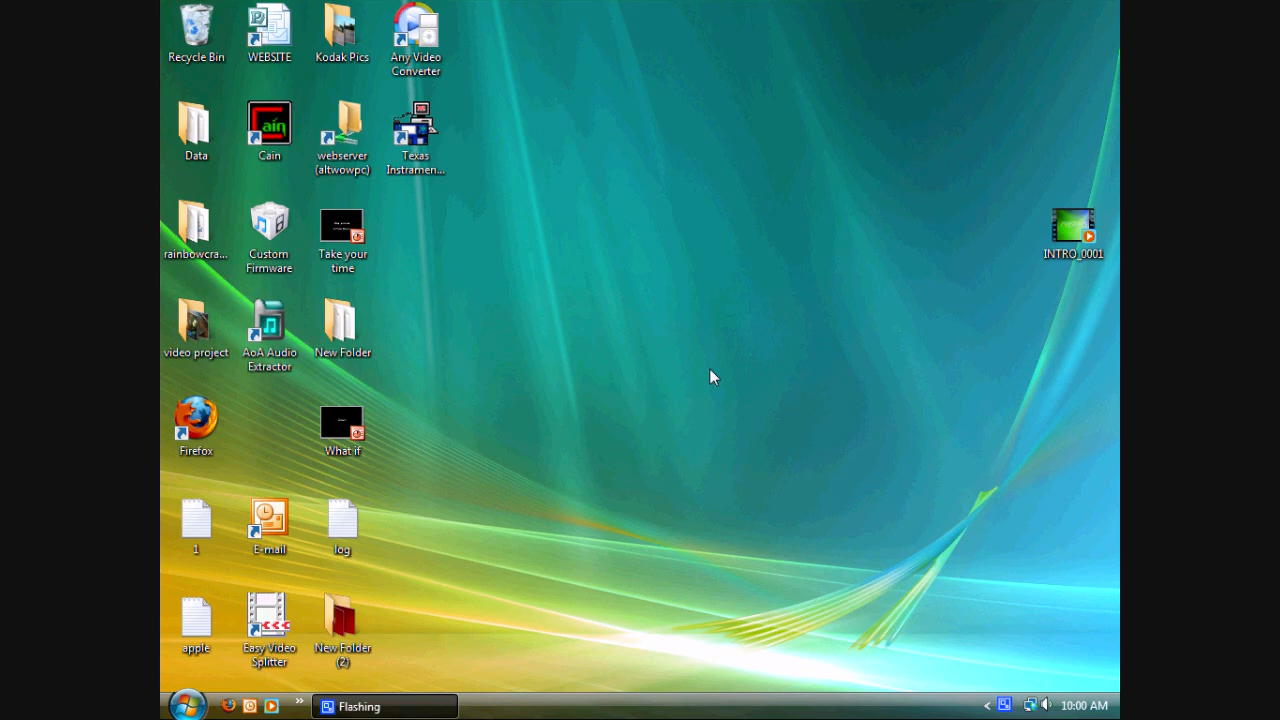 Recycle Bin
WEBSITE
Kodak Pics
Any Video
Converter
Data
Cain
webserver
(altwowpc)
Texas
Instramen...
rainbowcra...
Custom
Firmware
Take your
time
INTRO_0001
video project
AoA Audio
Extractor
New Folder
Firefox
What if
1
E-mail
log
apple
Easy Video
Splitter
New Folder
(2)
Flashing
10:00 AM